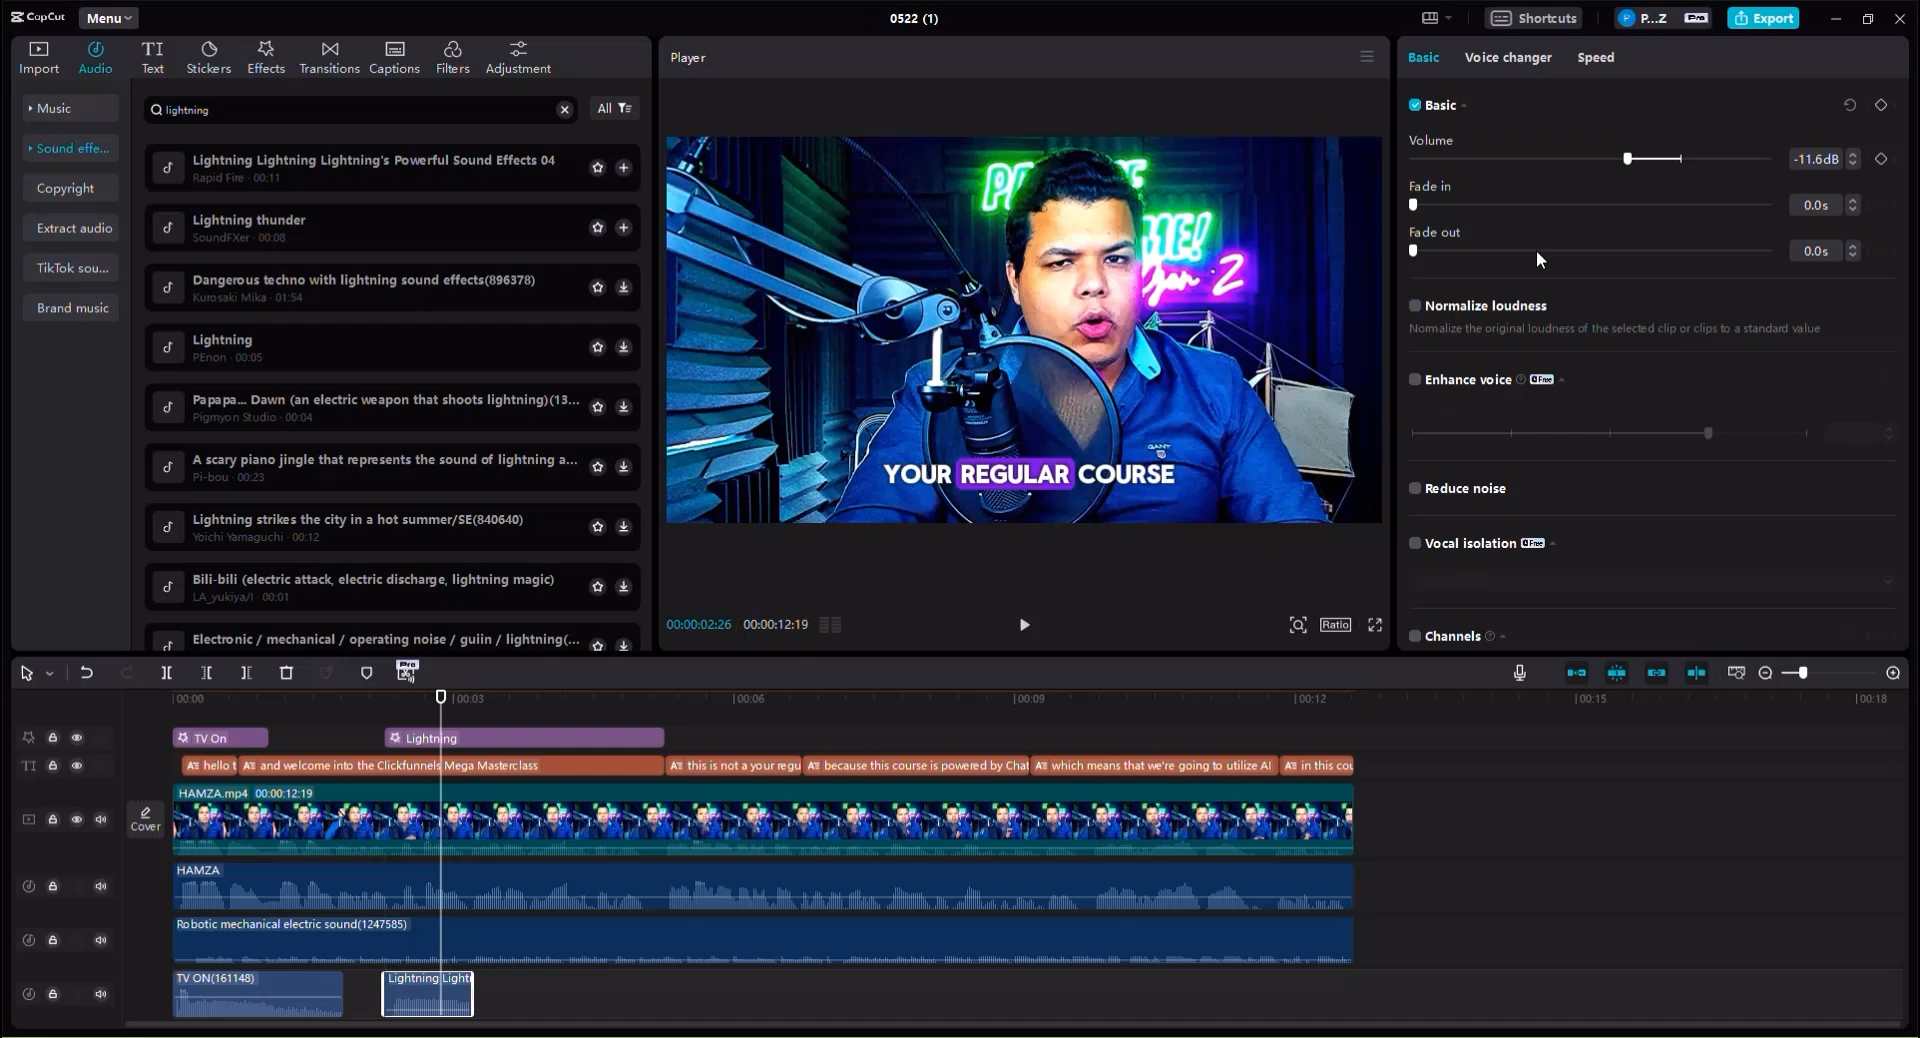 CapCut
Menu
0522 (1)
Shortcuts
P...Z
Pro
Export
Import
Audio
Text
Stickers
Effects
Transitions
Captions
Filters
Adjustment
Music
Sound effe...
Copyright
Extract audio
TikTok sou...
Brand music
lightning
All
Lightning Lightning Lightning's Powerful Sound Effects 04
Rapid Fire · 00:11
Lightning thunder
SoundFXer · 00:08
Dangerous techno with lightning sound effects(896378)
Kurosaki Mika · 01:54
Lightning
PEnon · 00:05
Papapa... Dawn (an electric weapon that shoots lightning)(13...
Pigmyon Studio · 00:04
A scary piano jingle that represents the sound of lightning a...
Pi-bou · 00:23
Lightning strikes the city in a hot summer/SE(840640)
Yoichi Yamaguchi · 00:12
Bili-bili (electric attack, electric discharge, lightning magic)
LA_yukiya/I · 00:01
Electronic / mechanical / operating noise / guiin / lightning(...
Player
GANT
YOUR REGULAR COURSE
00:00:02:26
00:00:12:19
Ratio
Basic
Voice changer
Speed
Basic
Volume
-11.6dB
Fade in
0.0s
Fade out
0.0s
Normalize loudness
Normalize the original loudness of the selected clip or clips to a standard value
Enhance voice
Free
Reduce noise
Vocal isolation
Free
Channels
Pro
00:00
00:03
00:06
00:09
00:12
00:15
00:18
TV On
Lightning
hello t
and welcome into the Clickfunnels Mega Masterclass
this is not a your regu
because this course is powered by Chat
which means that we're going to utilize AI
in this cou
Cover
HAMZA.mp4 00:00:12:19
HAMZA
Robotic mechanical electric sound(1247585)
TV ON(161148)
Lightning Light